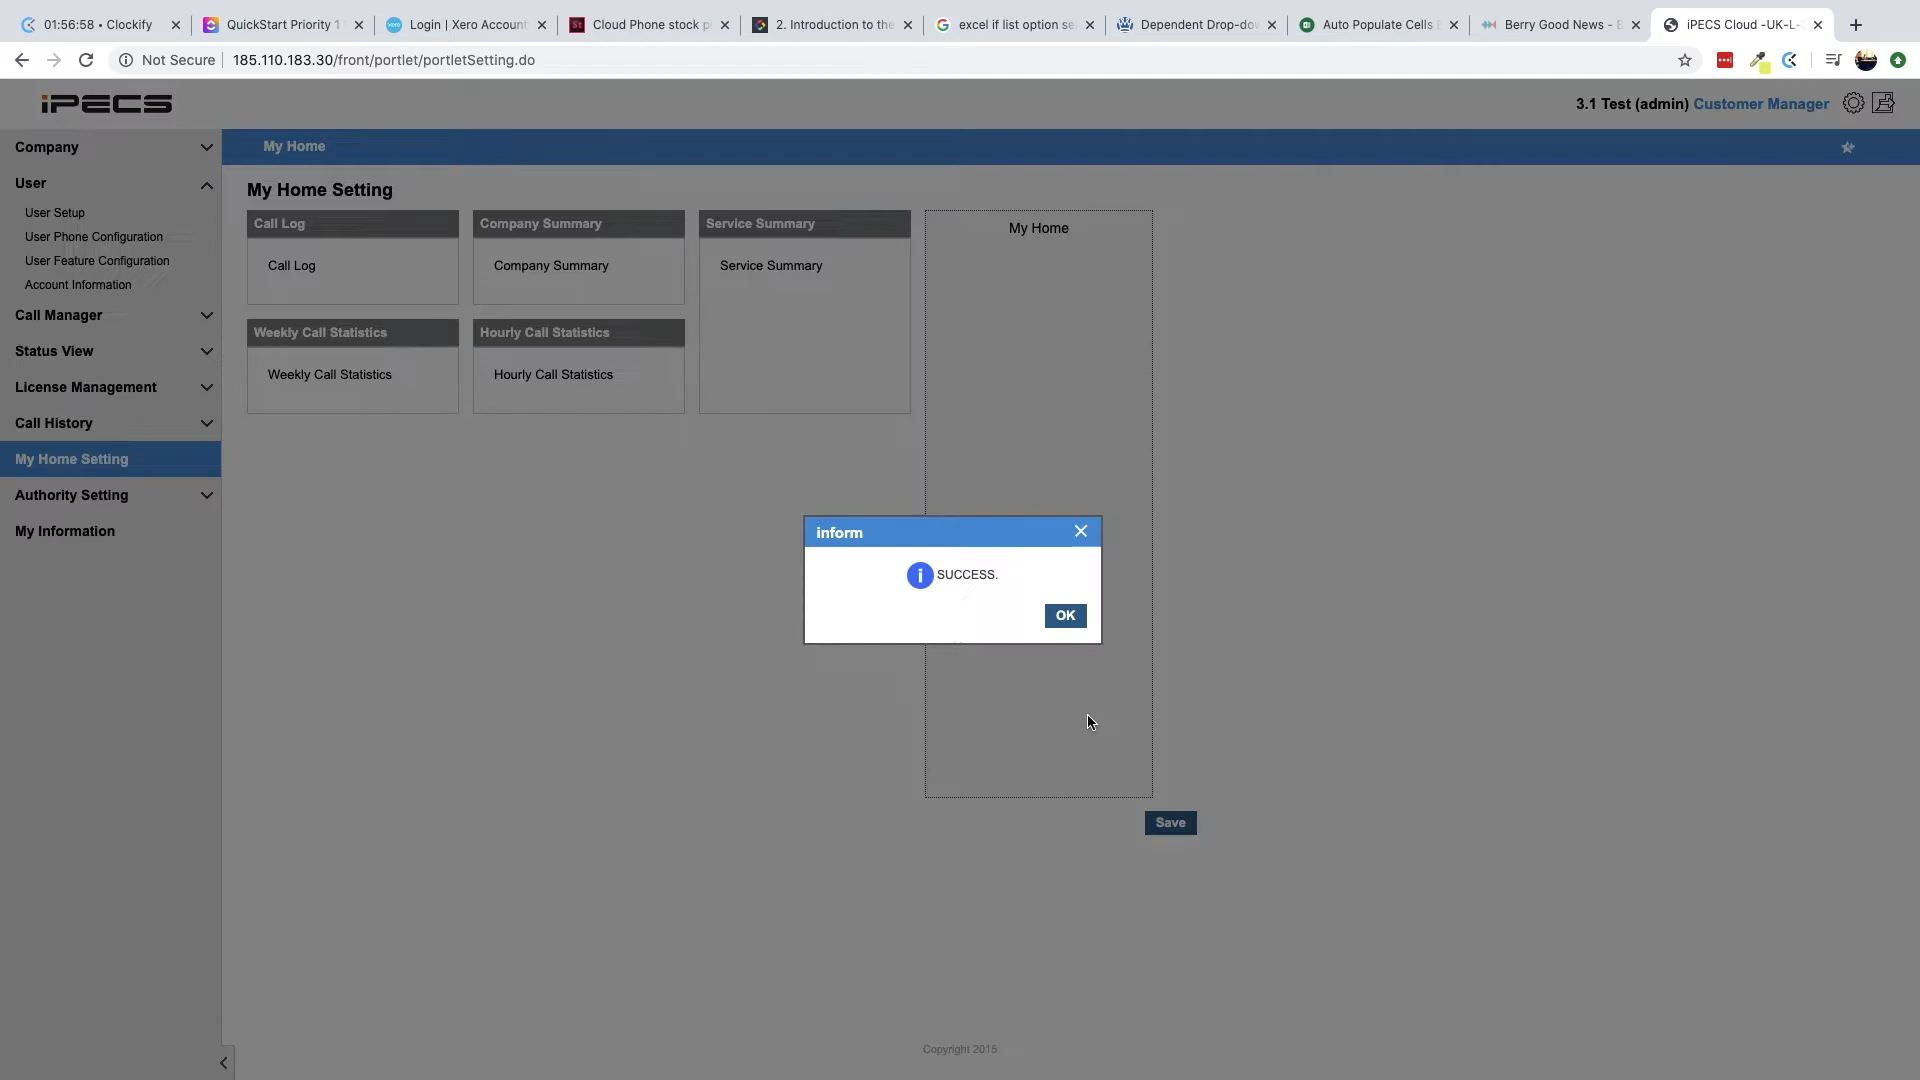 01:56:58 • Clockify
QuickStart Priority 1
Login | Xero Account
Cloud Phone stock p
2. Introduction to the
excel if list option se
Dependent Drop-do
Auto Populate Cells
Berry Good News -
iPECS Cloud -UK-L-
Not Secure
185.110.183.30/front/portlet/portletSetting.do
iPECS
3.1 Test (admin) Customer Manager
Company
My Home
User
My Home Setting
User Setup
User Phone Configuration
User Feature Configuration
Account Information
Call Manager
Status View
License Management
Call History
My Home Setting
Authority Setting
My Information
Call Log
Company Summary
Service Summary
My Home
Call Log
Company Summary
Service Summary
Weekly Call Statistics
Hourly Call Statistics
Weekly Call Statistics
Hourly Call Statistics
inform
SUCCESS.
OK
Save
Copyright 2015